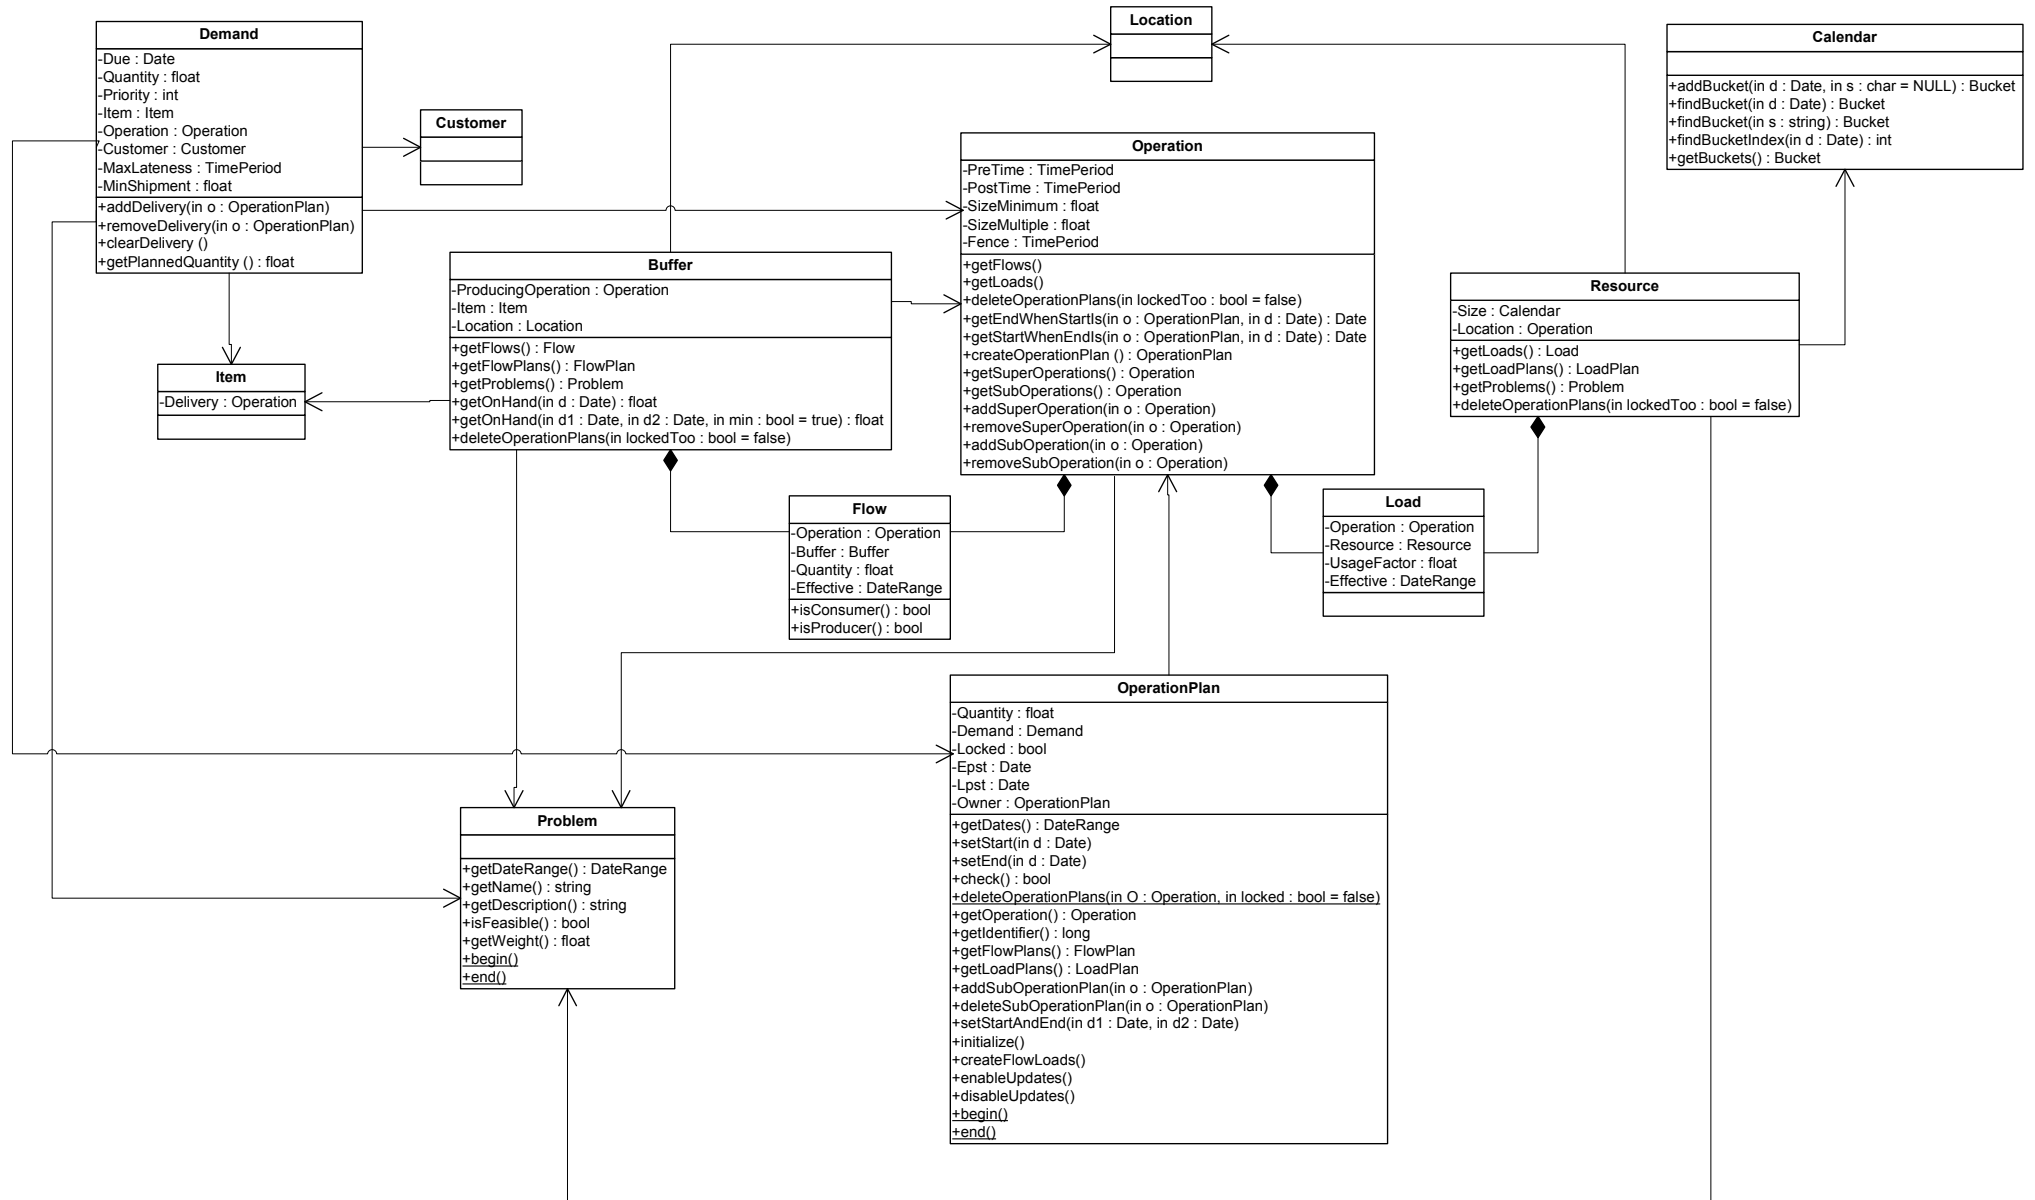 Demand
-Due : Date
-Quantity : float
-Priority : int
-Item : Item
-Operation : Operation
-Customer : Customer
-MaxLateness : TimePeriod
-MinShipment : float
+addDelivery(in o : OperationPlan)
+removeDelivery(in o : OperationPlan)
+clearDelivery ()
+getPlannedQuantity () : float
Customer
Location
Calendar
+addBucket(in d : Date, in s : char = NULL) : Bucket
+findBucket(in d : Date) : Bucket
+findBucket(in s : string) : Bucket
+findBucketIndex(in d : Date) : int
+getBuckets() : Bucket
Operation
-PreTime : TimePeriod
-PostTime : TimePeriod
-SizeMinimum : float
-SizeMultiple : float
-Fence : TimePeriod
+getFlows()
+getLoads()
+deleteOperationPlans(in lockedToo : bool = false)
+getEndWhenStartIs(in o : OperationPlan, in d : Date) : Date
+getStartWhenEndIs(in o : OperationPlan, in d : Date) : Date
+createOperationPlan () : OperationPlan
+getSuperOperations() : Operation
+getSubOperations() : Operation
+addSuperOperation(in o : Operation)
+removeSuperOperation(in o : Operation)
+addSubOperation(in o : Operation)
+removeSubOperation(in o : Operation)
Buffer
-ProducingOperation : Operation
-Item : Item
-Location : Location
+getFlows() : Flow
+getFlowPlans() : FlowPlan
+getProblems() : Problem
+getOnHand(in d : Date) : float
+getOnHand(in d1 : Date, in d2 : Date, in min : bool = true) : float
+deleteOperationPlans(in lockedToo : bool = false)
Resource
-Size : Calendar
-Location : Operation
+getLoads() : Load
+getLoadPlans() : LoadPlan
+getProblems() : Problem
+deleteOperationPlans(in lockedToo : bool = false)
Item
-Delivery : Operation
Flow
-Operation : Operation
-Buffer : Buffer
-Quantity : float
-Effective : DateRange
+isConsumer() : bool
+isProducer() : bool
Load
-Operation : Operation
-Resource : Resource
-UsageFactor : float
-Effective : DateRange
OperationPlan
-Quantity : float
-Demand : Demand
-Locked : bool
-Epst : Date
-Lpst : Date
-Owner : OperationPlan
+getDates() : DateRange
+setStart(in d : Date)
+setEnd(in d : Date)
+check() : bool
+deleteOperationPlans(in O : Operation, in locked : bool = false)
+getOperation() : Operation
+getIdentifier() : long
+getFlowPlans() : FlowPlan
+getLoadPlans() : LoadPlan
+addSubOperationPlan(in o : OperationPlan)
+deleteSubOperationPlan(in o : OperationPlan)
+setStartAndEnd(in d1 : Date, in d2 : Date)
+initialize()
+createFlowLoads()
+enableUpdates()
+disableUpdates()
+begin()
+end()
Problem
+getDateRange() : DateRange
+getName() : string
+getDescription() : string
+isFeasible() : bool
+getWeight() : float
+begin()
+end()